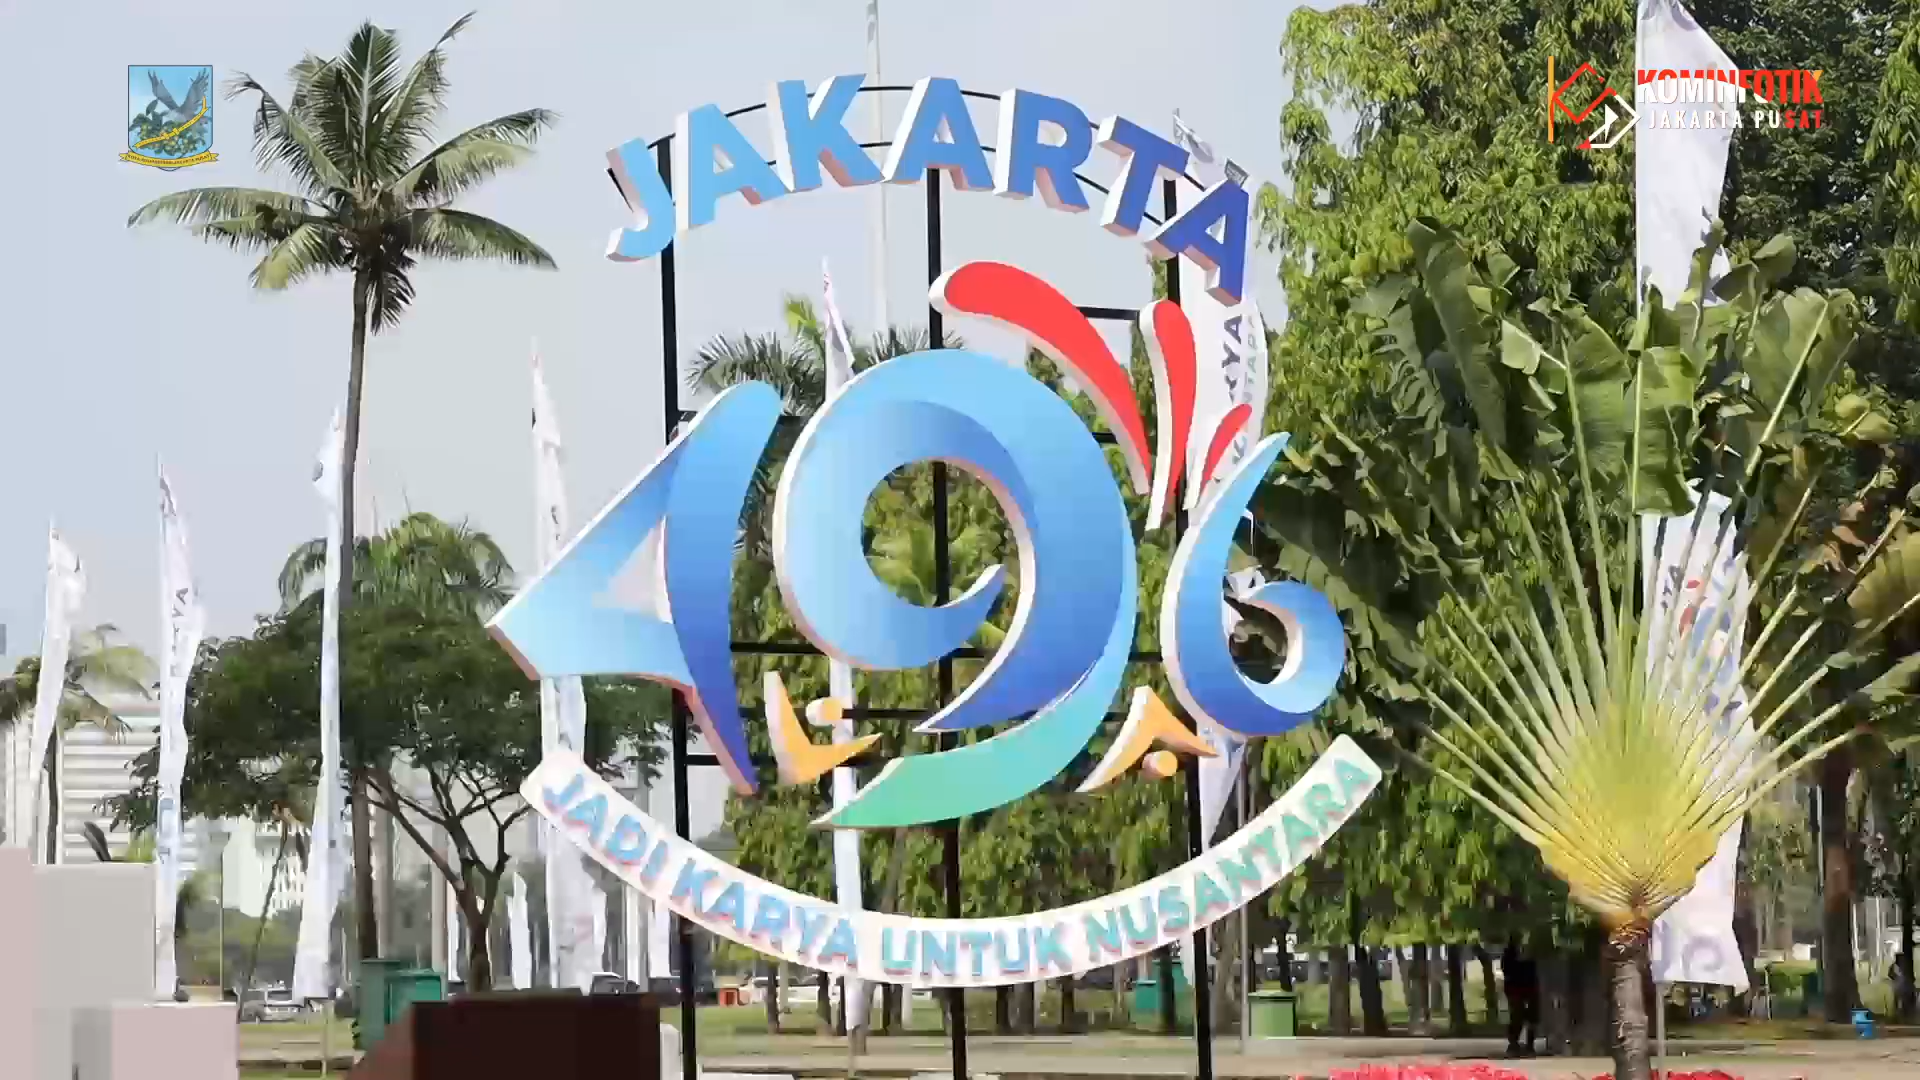 JAKARTA
496
JADI KARYA UNTUK NUSANTARA
KOMINFOTIK
JAKARTA PUSAT